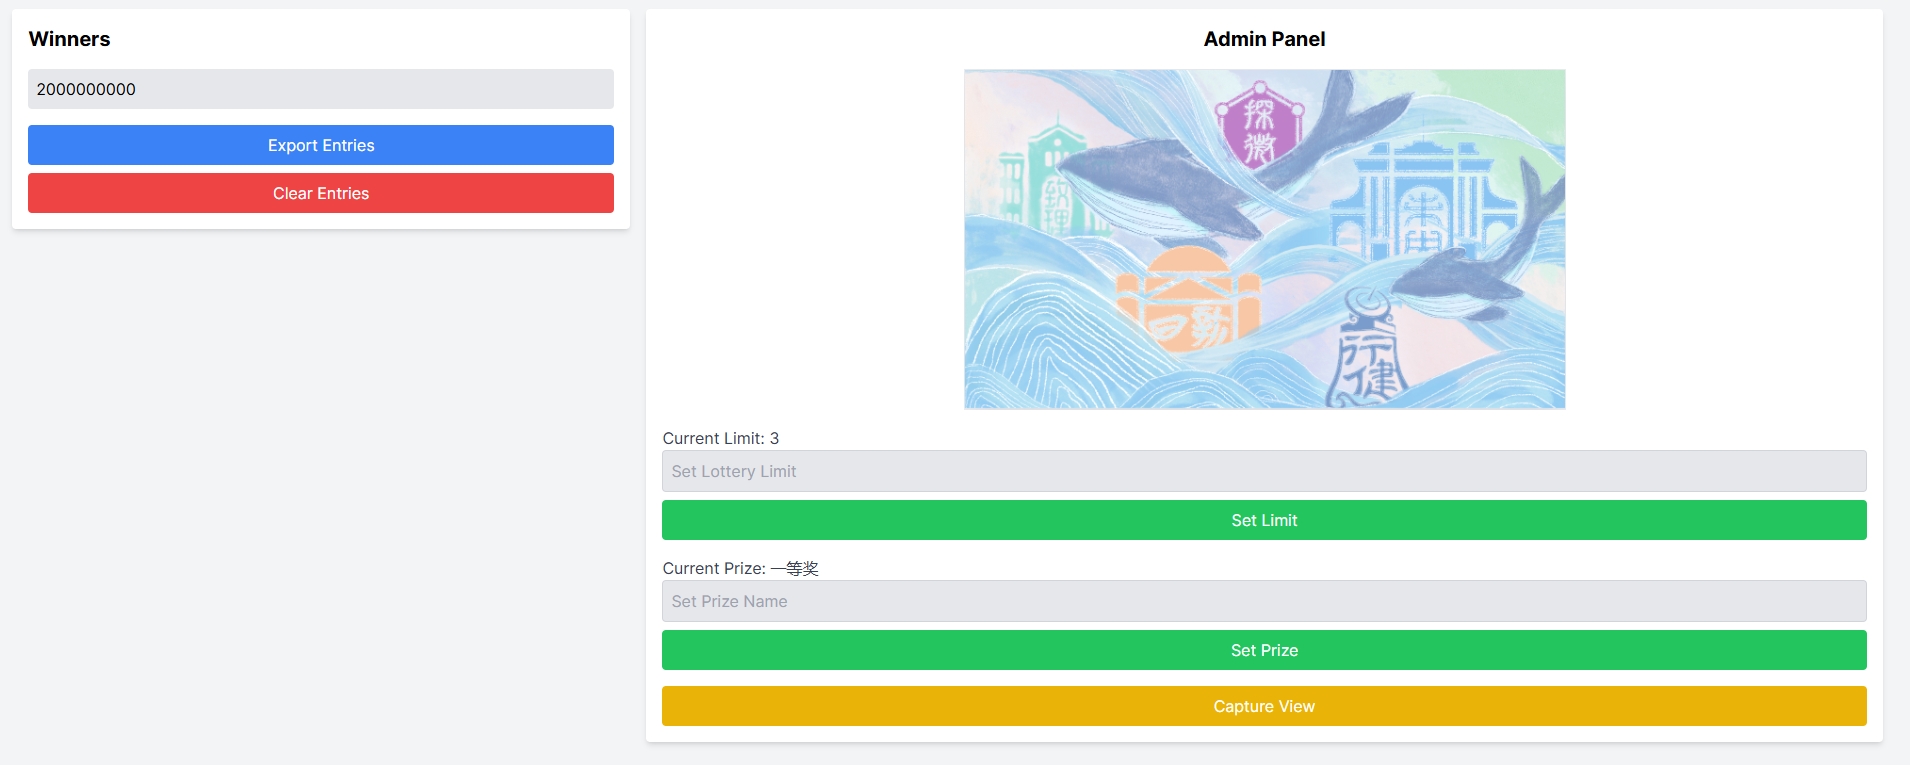 Winners
2000000000
Export Entries
Clear Entries
Admin Panel
探微
致理
日勤
行健
Current Limit: 3
Set Lottery Limit
Set Limit
Current Prize: 一等奖
Set Prize Name
Set Prize
Capture View